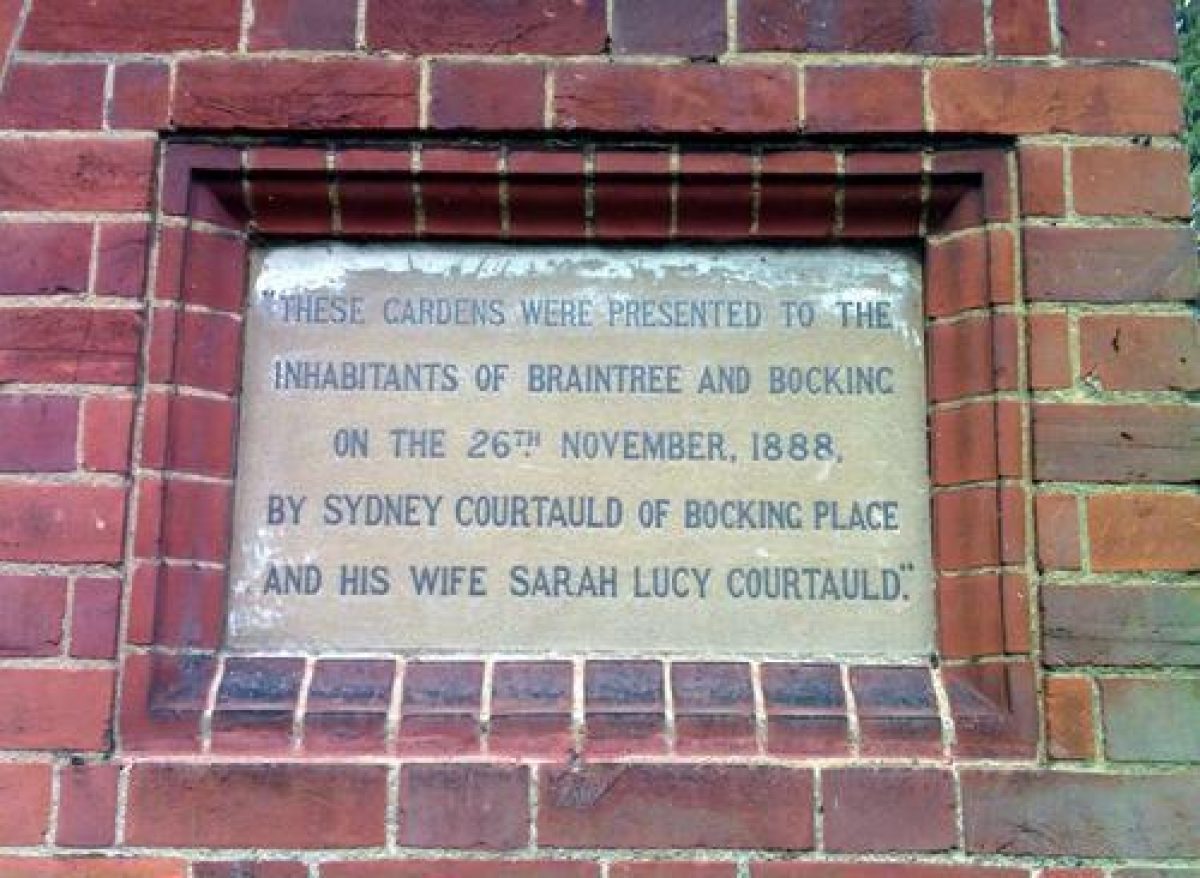 "THESE GARDENS WERE PRESENTED TO THE
INHABITANTS OF BRAINTREE AND BOCKING
ON THE 26TH. NOVEMBER, 1888,
BY SYDNEY COURTAULD OF BOCKING PLACE
AND HIS WIFE SARAH LUCY COURTAULD."